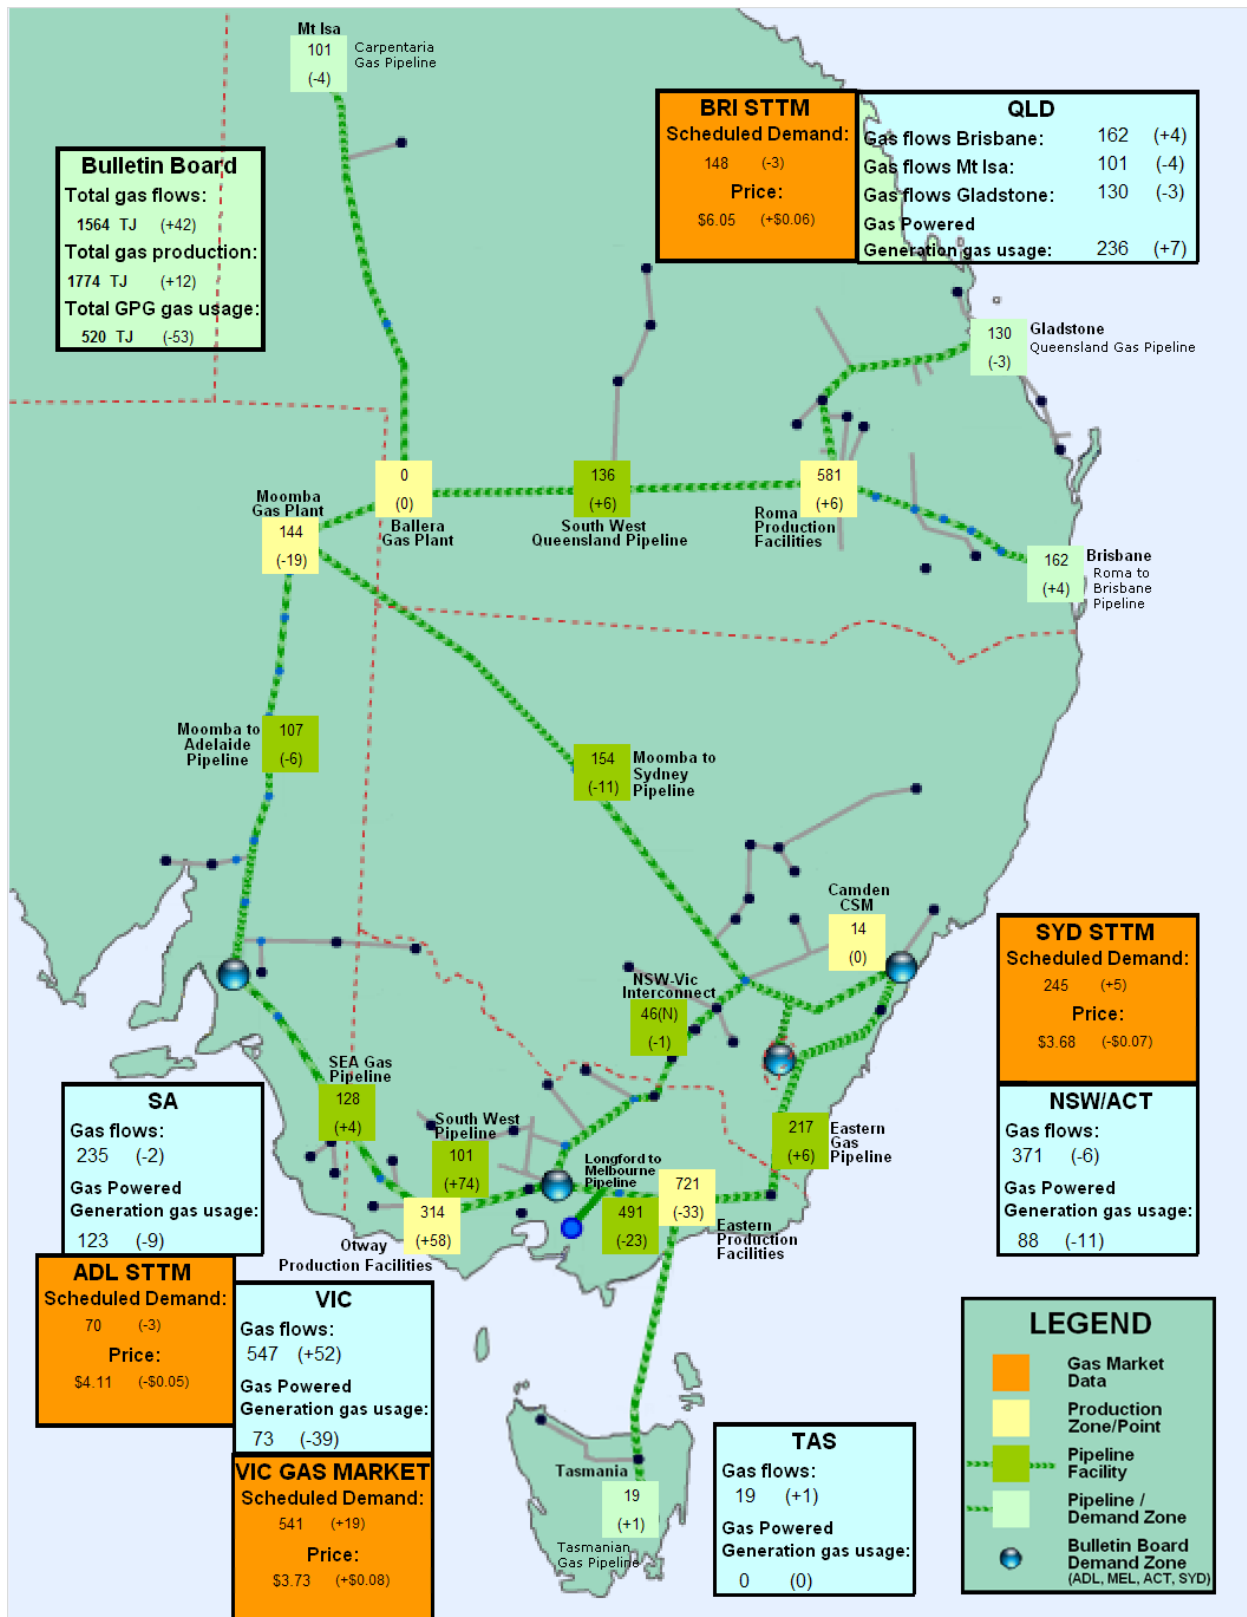 Mt Isa
101
(-4)
Carpentaria
Gas Pipeline
BRI STTM
Scheduled Demand:
148 (-3)
Price:
$6.05 (+$0.06)
QLD
Gas flows Brisbane: 162 (+4)
Gas flows Mt Isa: 101 (-4)
Gas flows Gladstone: 130 (-3)
Gas Powered
Generation gas usage: 236 (+7)
Bulletin Board
Total gas flows:
1564 TJ (+42)
Total gas production:
1774 TJ (+12)
Total GPG gas usage:
520 TJ (-53)
130
(-3)
Gladstone
Queensland Gas Pipeline
0
(0)
Ballera
Gas Plant
136
(+6)
South West
Queensland Pipeline
581
(+6)
Roma
Production
Facilities
Moomba
Gas Plant
144
(-19)
162
(+4)
Brisbane
Roma to
Brisbane
Pipeline
Moomba to
Adelaide
Pipeline
107
(-6)
154
(-11)
Moomba to
Sydney
Pipeline
Camden
CSM
14
(0)
SYD STTM
Scheduled Demand:
245 (+5)
Price:
$3.68 (-$0.07)
NSW-Vic
Interconnect
46(N)
(-1)
SEA Gas
Pipeline
128
(+4)
NSW/ACT
Gas flows:
371 (-6)
Gas Powered
Generation gas usage:
88 (-11)
SA
Gas flows:
235 (-2)
Gas Powered
Generation gas usage:
123 (-9)
South West
Pipeline
101
(+74)
217
(+6)
Eastern
Gas
Pipeline
Longford to
Melbourne
Pipeline
491
(-23)
721
(-33)
Eastern
Production
Facilities
314
(+58)
Otway
Production Facilities
ADL STTM
Scheduled Demand:
70 (-3)
Price:
$4.11 (-$0.05)
VIC
Gas flows:
547 (+52)
Gas Powered
Generation gas usage:
73 (-39)
VIC GAS MARKET
Scheduled Demand:
541 (+19)
Price:
$3.73 (+$0.08)
Tasmania
19
(+1)
Tasmanian
Gas Pipeline
TAS
Gas flows:
19 (+1)
Gas Powered
Generation gas usage:
0 (0)
LEGEND
Gas Market
Data
Production
Zone/Point
Pipeline
Facility
Pipeline /
Demand Zone
Bulletin Board
Demand Zone
(ADL, MEL, ACT, SYD)